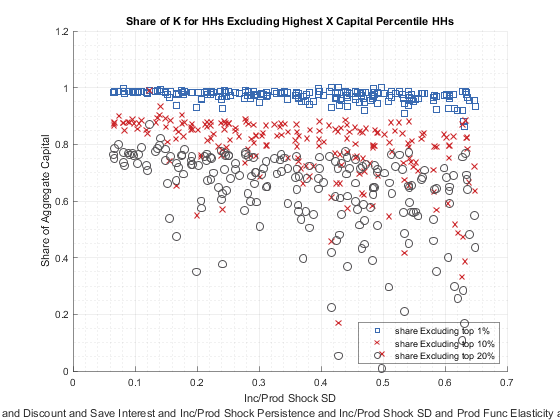 Share of K for HHs Excluding Highest X Capital Percentile HHs
1.2
1
0.8
0.6
0.4
0.2
0
Share of Aggregate Capital
share Excluding top 1%
share Excluding top 10%
share Excluding top 20%
0 0.1 0.2 0.3 0.4 0.5 0.6 0.7
Inc/Prod Shock SD
and Discount and Save Interest and Inc/Prod Shock Persistence and Inc/Prod Shock SD and Prod Func Elasticity